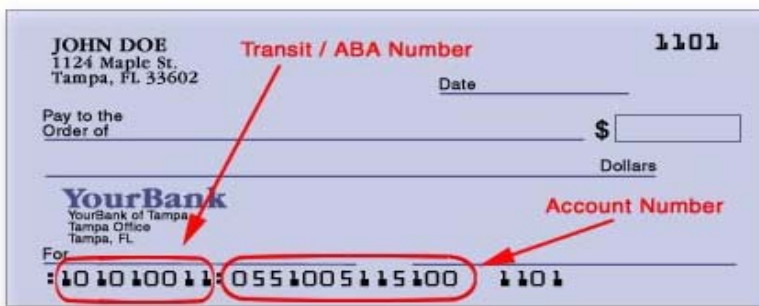 JOHN DOE
1124 Maple St.
Tampa, FL 33602
Transit / ABA Number
1101
Date
Pay to the
Order of
$
Dollars
YourBank
YourBank of Tampa
Tampa Office
Tampa, FL
Account Number
For
⑆101010011⑆0551005115100 1101